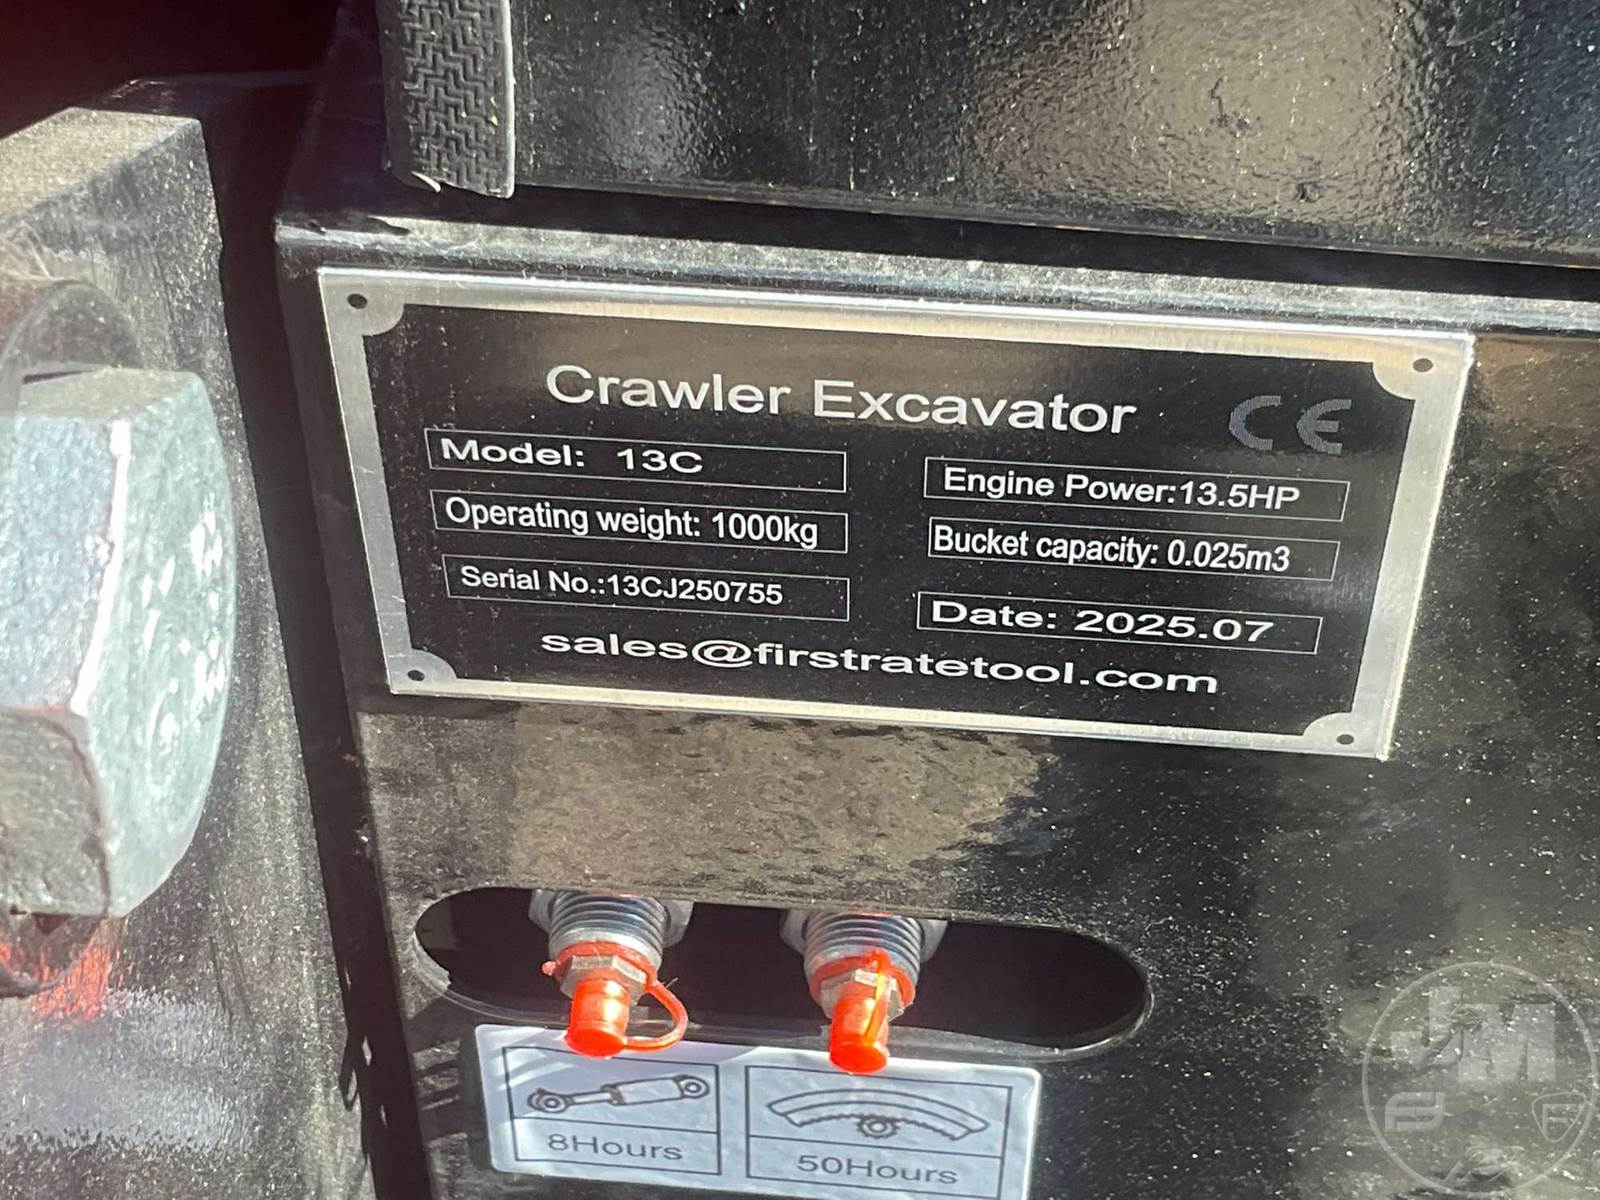 Crawler Excavator CE
Model: 13C
Engine Power:13.5HP
Operating weight: 1000kg
Bucket capacity: 0.025m3
Serial No.:13CJ250755
Date: 2025.07
sales@firstratetool.com
8Hours
50Hours
JM